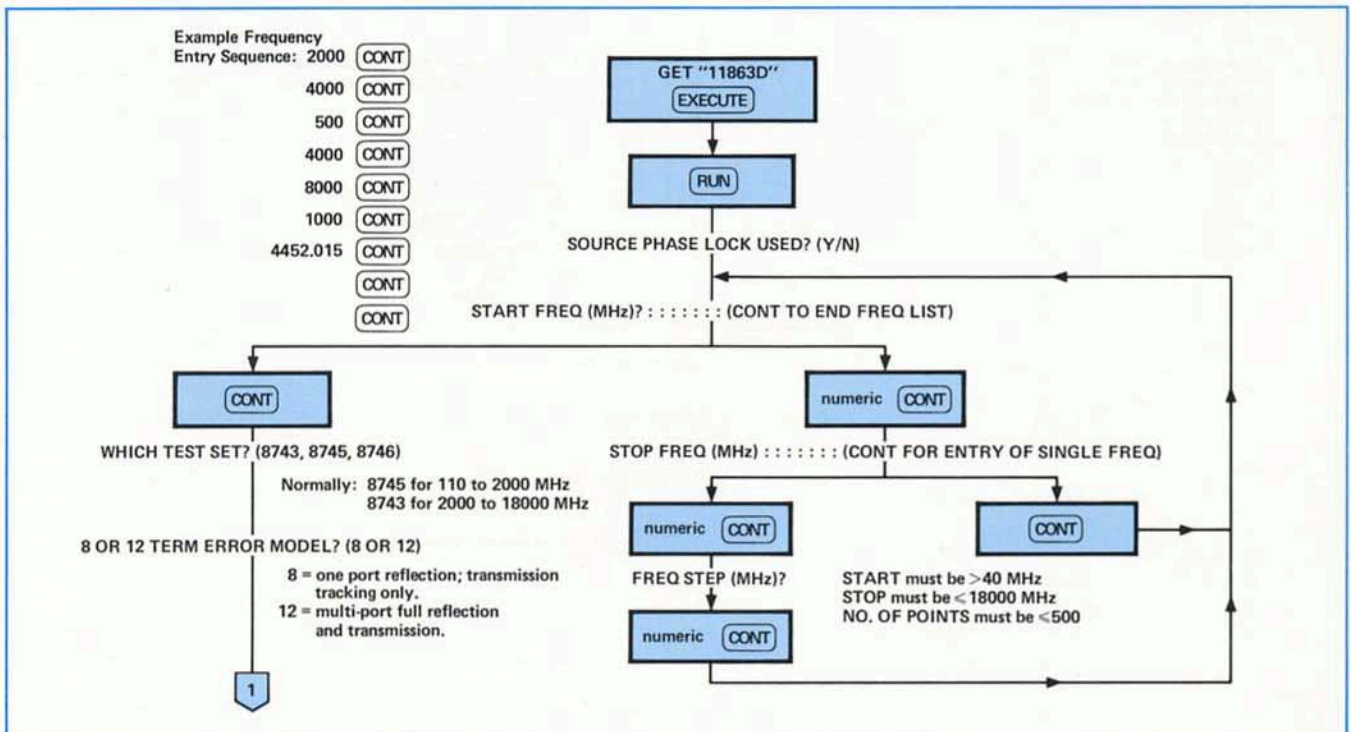 Example Frequency
Entry Sequence: 2000 CONT
4000 CONT
500 CONT
4000 CONT
8000 CONT
1000 CONT
4452.015 CONT
CONT
CONT
GET "11863D"
EXECUTE
RUN
SOURCE PHASE LOCK USED? (Y/N)
START FREQ (MHz)? : : : : : : : (CONT TO END FREQ LIST)
CONT
numeric CONT
WHICH TEST SET? (8743, 8745, 8746)
Normally: 8745 for 110 to 2000 MHz
8743 for 2000 to 18000 MHz
8 OR 12 TERM ERROR MODEL? (8 OR 12)
8 = one port reflection; transmission
tracking only.
12 = multi-port full reflection
and transmission.
1
STOP FREQ (MHz) : : : : : : : (CONT FOR ENTRY OF SINGLE FREQ)
numeric CONT
CONT
FREQ STEP (MHz)?
numeric CONT
START must be >40 MHz
STOP must be ≤18000 MHz
NO. OF POINTS must be ≤500